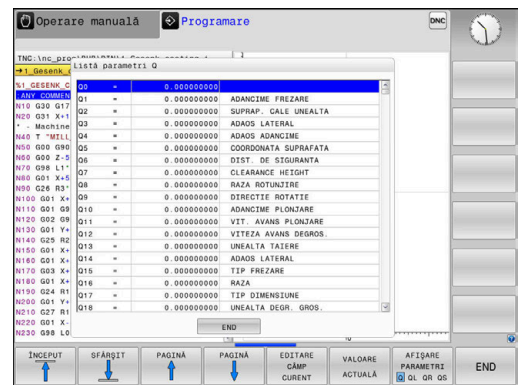 Operare manuală
Programare
DNC
TNC:\nc_prog\
→1_Gesenk_
Listă parametri Q
%1_GESENK_C
;ANY COMMEN
N10 G30 G17
N20 G31 X+1
* - Machine
N40 T "MILL
N50 G00 G90
N60 G00 Z-5
N70 G98 L1*
N80 G01 X+5
N90 G26 R3*
N100 G01 X+
N110 G01 G9
N120 G02 G9
N130 G01 Y+
N140 G25 R2
N150 G01 X+
N160 G01 X+
N170 G03 X+
N180 G01 X+
N190 G24 R1
N200 G01 Y+
N210 G27 R1
N220 G01 X-
N230 G98 L0
Q0 = 0.000000000
Q1 = 0.000000000 ADANCIME FREZARE
Q2 = 0.000000000 SUPRAP. CALE UNEALTA
Q3 = 0.000000000 ADAOS LATERAL
Q4 = 0.000000000 ADAOS ADANCIME
Q5 = 0.000000000 COORDONATA SUPRAFATA
Q6 = 0.000000000 DIST. DE SIGURANTA
Q7 = 0.000000000 CLEARANCE HEIGHT
Q8 = 0.000000000 RAZA ROTUNJIRE
Q9 = 0.000000000 DIRECTIE ROTATIE
Q10 = 0.000000000 ADANCIME PLONJARE
Q11 = 0.000000000 VIT. AVANS PLONJARE
Q12 = 0.000000000 VITEZA AVANS DEGROS.
Q13 = 0.000000000 UNEALTA TAIERE
Q14 = 0.000000000 ADAOS LATERAL
Q15 = 0.000000000 TIP FREZARE
Q16 = 0.000000000 RAZA
Q17 = 0.000000000 TIP DIMENSIUNE
Q18 = 0.000000000 UNEALTA DEGR. GROS.
END
ÎNCEPUT
SFÂRŞIT
PAGINĂ
PAGINĂ
EDITARE
CÂMP
CURENT
VALOARE
ACTUALĂ
AFIŞARE
PARAMETRI
Q QL QR QS
END